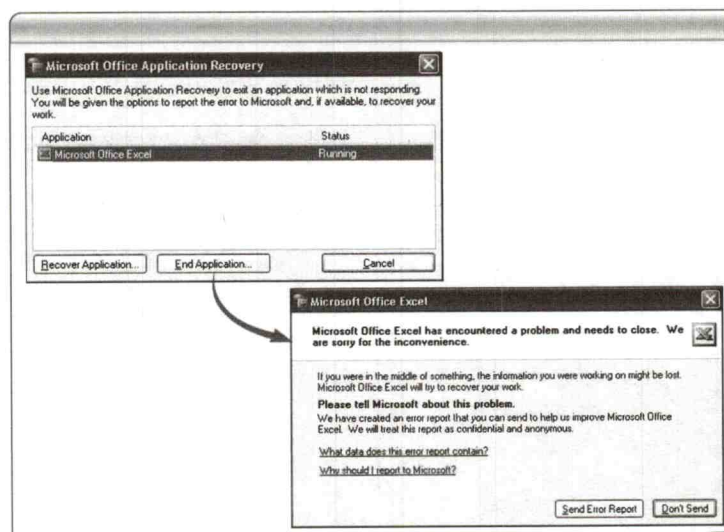 Microsoft Office Application Recovery
Use Microsoft Office Application Recovery to exit an application which is not responding.
You will be given the options to report the error to Microsoft and, if available, to recover your
work.
Application Status
Microsoft Office Excel Running
Recover Application... End Application... Cancel
Microsoft Office Excel
Microsoft Office Excel has encountered a problem and needs to close. We
are sorry for the inconvenience.
If you were in the middle of something, the information you were working on might be lost.
Microsoft Office Excel will try to recover your work.
Please tell Microsoft about this problem.
We have created an error report that you can send to help us improve Microsoft Office
Excel. We will treat this report as confidential and anonymous.
What data does this error report contain?
Why should I report to Microsoft?
Send Error Report Don't Send